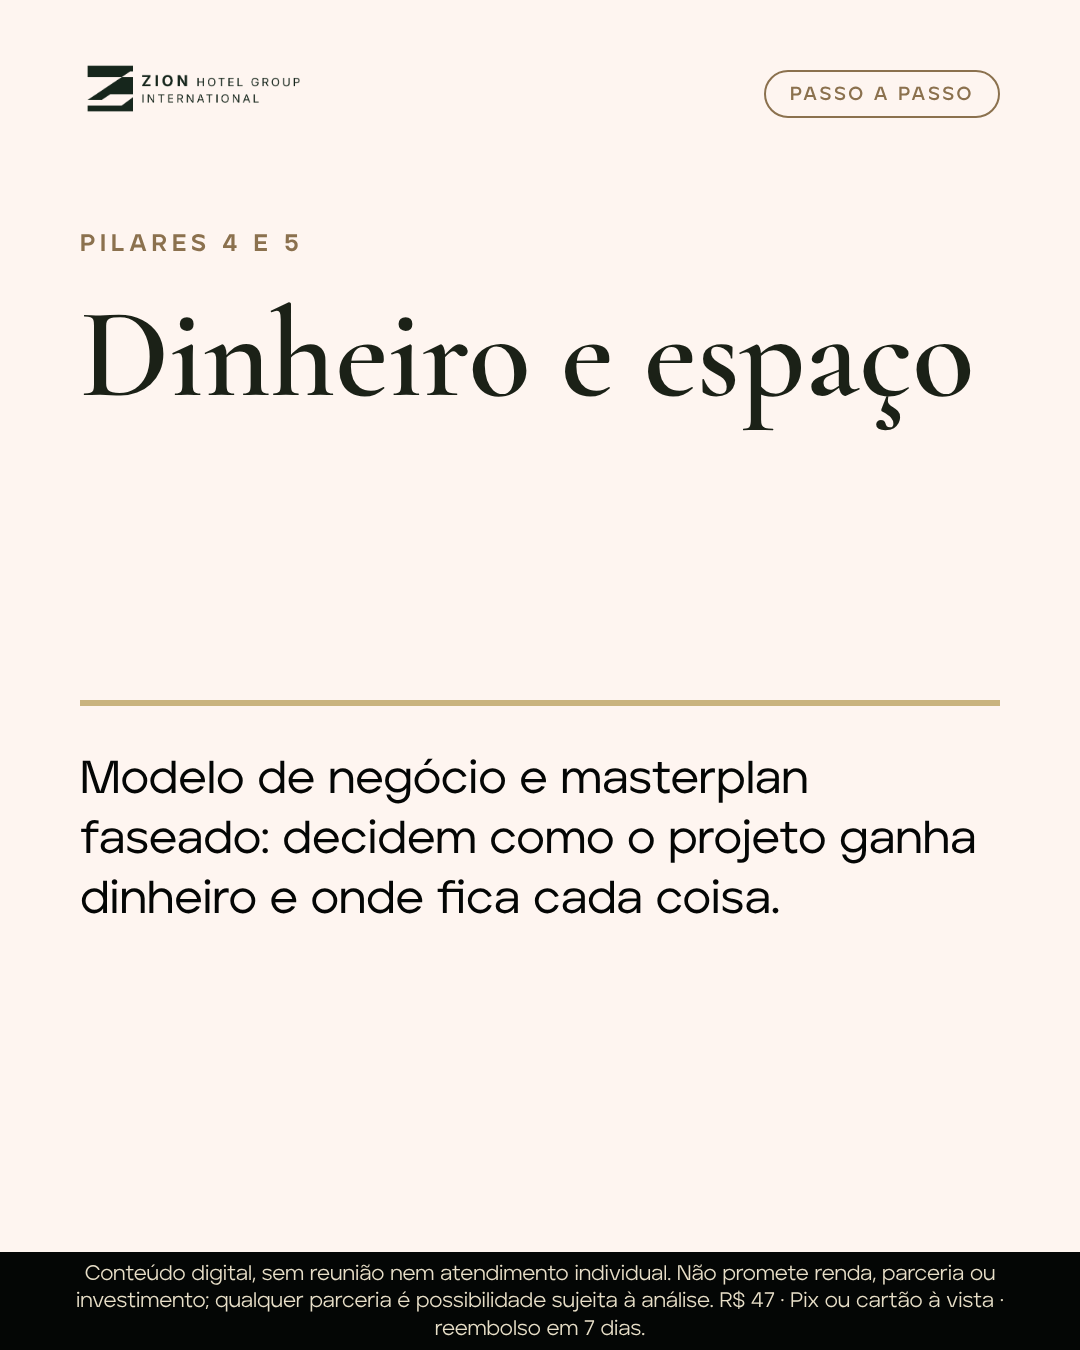 ZION HOTEL GROUP
INTERNATIONAL
PASSO A PASSO
PILARES 4 E 5
Dinheiro e espaço
Modelo de negócio e masterplan
faseado: decidem como o projeto ganha
dinheiro e onde fica cada coisa.
Conteúdo digital, sem reunião nem atendimento individual. Não promete renda, parceria ou
investimento; qualquer parceria é possibilidade sujeita à análise. R$ 47 · Pix ou cartão à vista ·
reembolso em 7 dias.